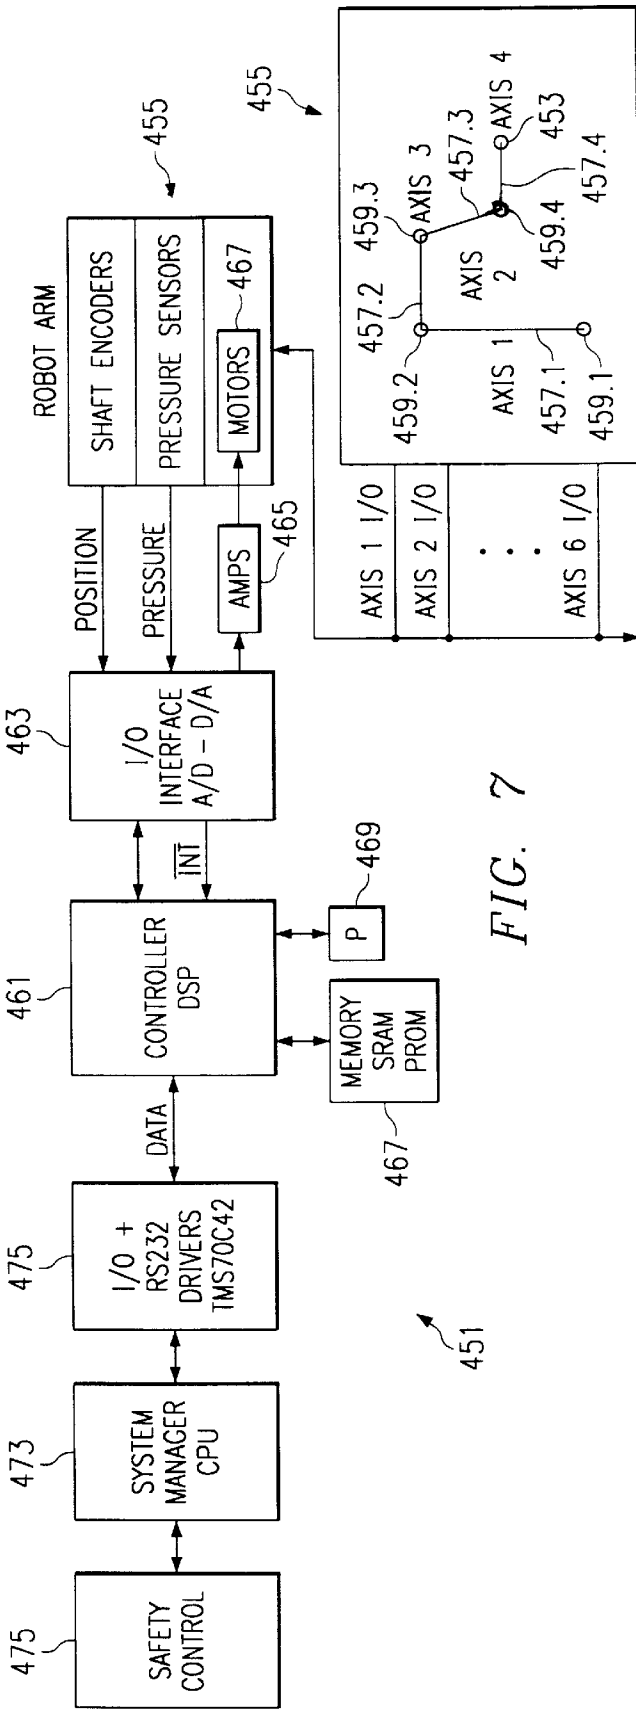 475
SAFETY
CONTROL
473
SYSTEM
MANAGER
CPU
475
I/O +
RS232
DRIVERS
TMS70C42
DATA
461
CONTROLLER
DSP
467
MEMORY
SRAM
PROM
P
469
INT
463
I/O
INTERFACE
A/D - D/A
POSITION
PRESSURE
AMPS
465
ROBOT ARM
SHAFT ENCODERS
PRESSURE SENSORS
MOTORS
467
455
455
AXIS 1 I/O
AXIS 2 I/O
. . .
AXIS 6 I/O
459.2
457.2
459.3
AXIS 3
457.3
AXIS 4
453
457.4
459.4
AXIS
2
AXIS 1
457.1
459.1
451
FIG. 7